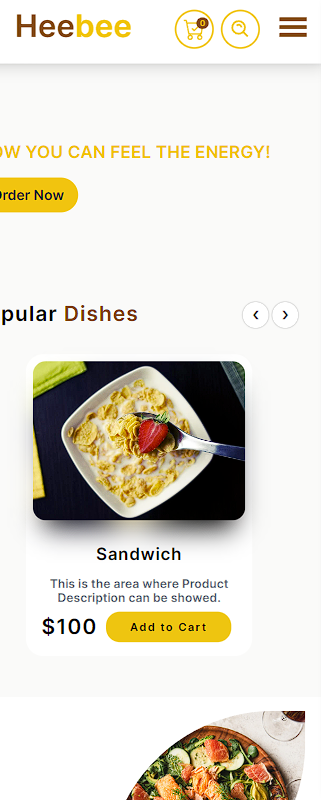 Heebee
0
OW YOU CAN FEEL THE ENERGY!
Order Now
pular Dishes
Sandwich
This is the area where Product
Description can be showed.
$100
Add to Cart